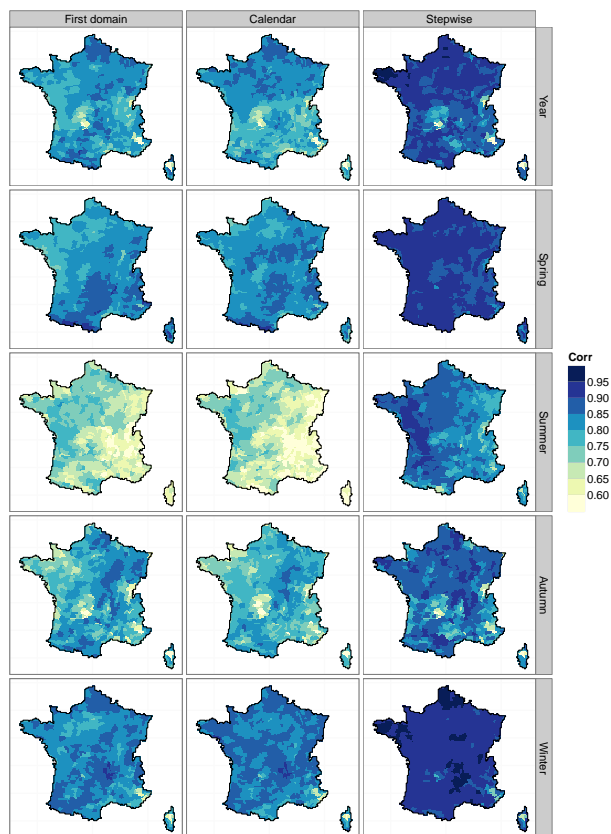 First domain Calendar Stepwise
Year
Spring
Summer
Autumn
Winter
Corr
0.95
0.90
0.85
0.80
0.75
0.70
0.65
0.60